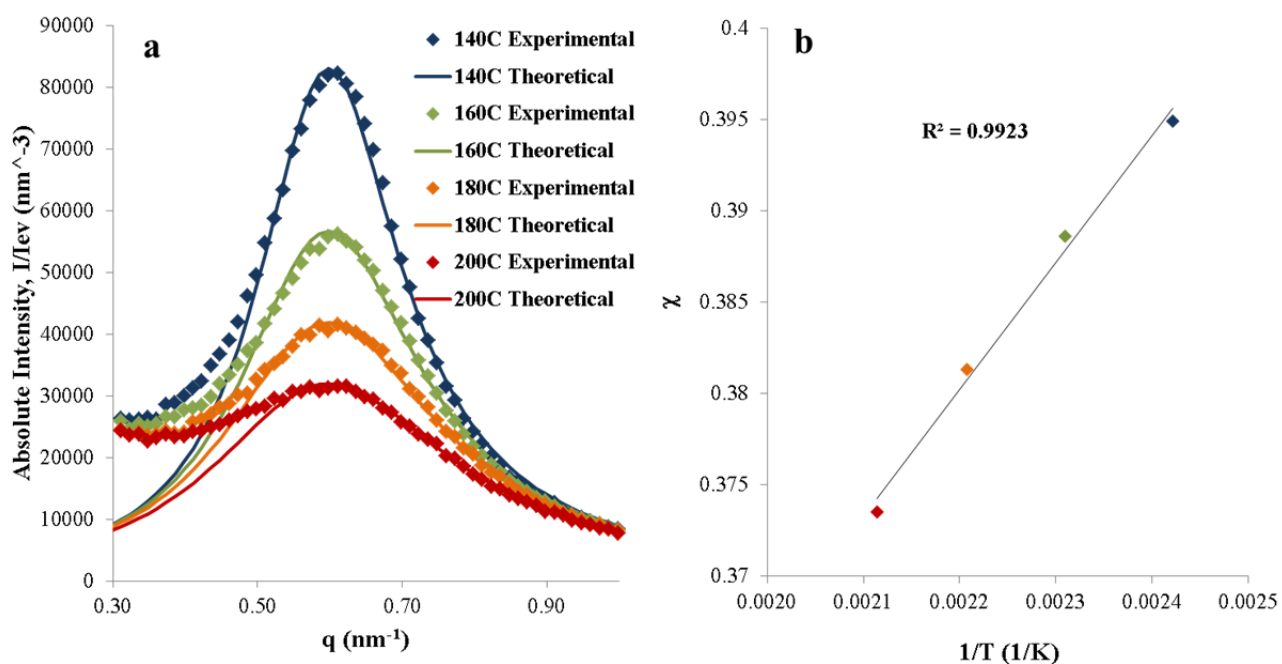 a
90000
80000
70000
60000
50000
40000
30000
20000
10000
0
Absolute Intensity, I/Iev (nm^-3)
0.30
0.50
0.70
0.90
q (nm⁻¹)
140C Experimental
140C Theoretical
160C Experimental
160C Theoretical
180C Experimental
180C Theoretical
200C Experimental
200C Theoretical
b
0.4
0.395
0.39
0.385
0.38
0.375
0.37
χ
R² = 0.9923
0.0020
0.0021
0.0022
0.0023
0.0024
0.0025
1/T (1/K)